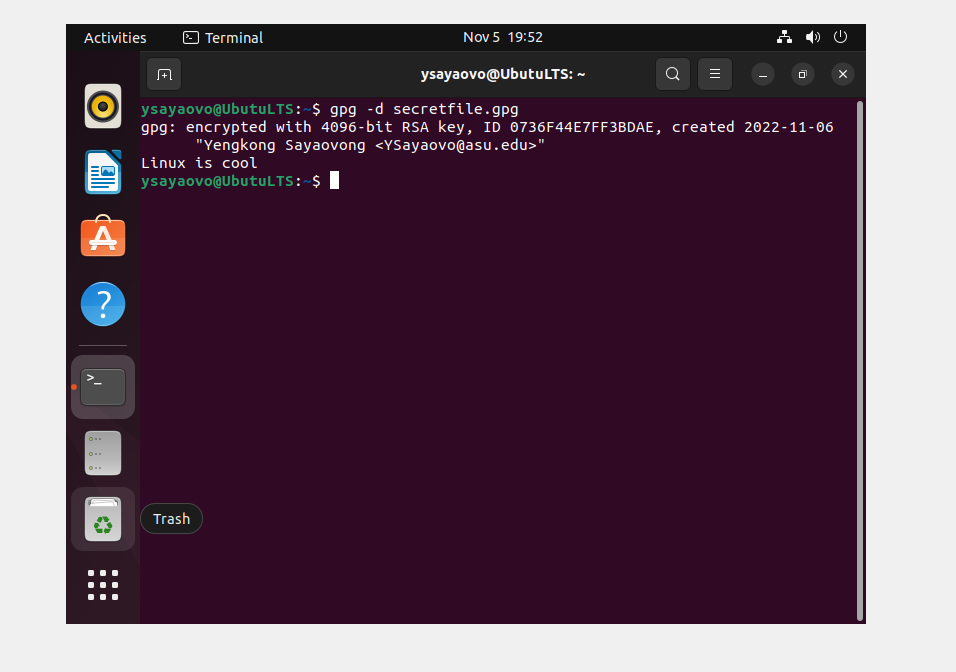 Activities
Terminal
Nov 5 19:52
ysayaovo@UbutuLTS: ~
ysayaovo@UbutuLTS:~$ gpg -d secretfile.gpg
gpg: encrypted with 4096-bit RSA key, ID 0736F44E7FF3BDAE, created 2022-11-06
"Yengkong Sayaovong <YSayaovo@asu.edu>"
Linux is cool
ysayaovo@UbutuLTS:~$
Trash